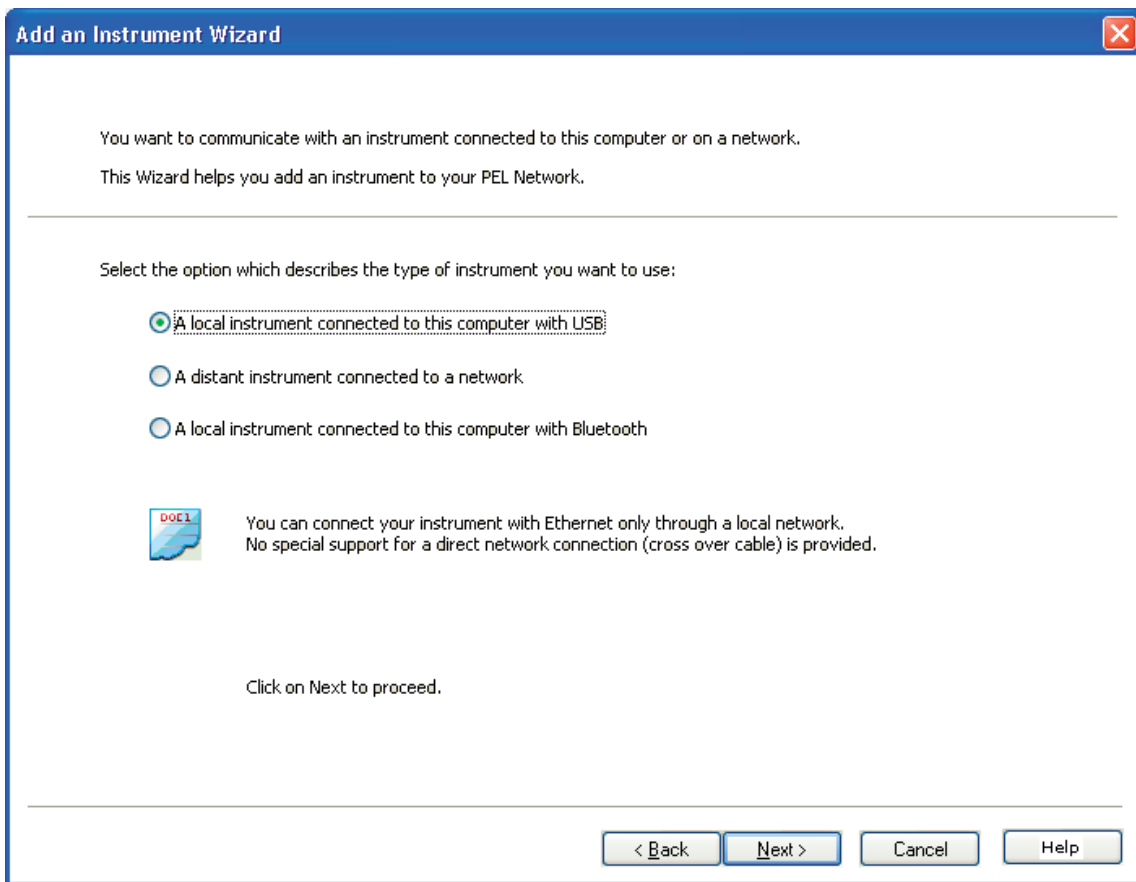 Add an Instrument Wizard
You want to communicate with an instrument connected to this computer or on a network.
This Wizard helps you add an instrument to your PEL Network.
Select the option which describes the type of instrument you want to use:
A local instrument connected to this computer with USB
A distant instrument connected to a network
A local instrument connected to this computer with Bluetooth
DOC1
You can connect your instrument with Ethernet only through a local network.
No special support for a direct network connection (cross over cable) is provided.
Click on Next to proceed.
< Back Next > Cancel Help